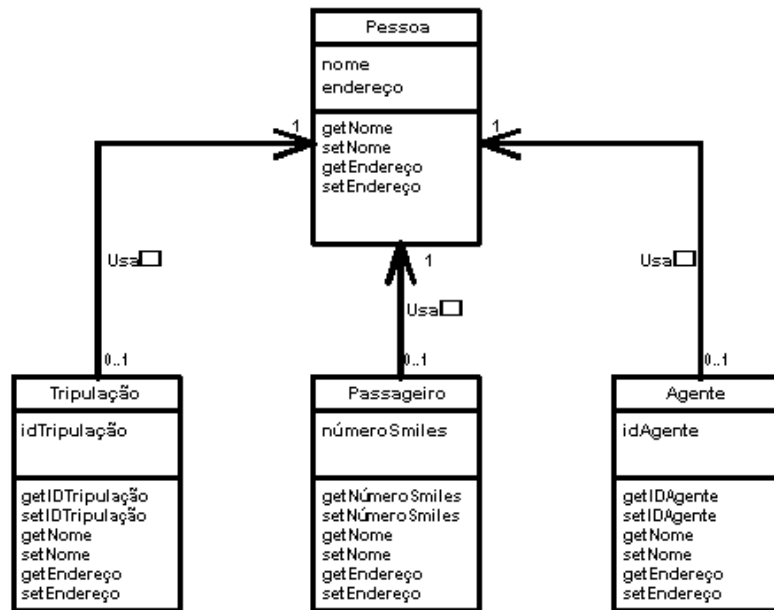 Pessoa
nome
endereço
getNome
setNome
getEndereço
setEndereço
1
1
1
Usa
Usa
Usa
0..1
0..1
0..1
Tripulação
idTripulação
getIDTripulação
setIDTripulação
getNome
setNome
getEndereço
setEndereço
Passageiro
númeroSmiles
getNúmeroSmiles
setNúmeroSmiles
getNome
setNome
getEndereço
setEndereço
Agente
idAgente
getIDAgente
setIDAgente
getNome
setNome
getEndereço
setEndereço